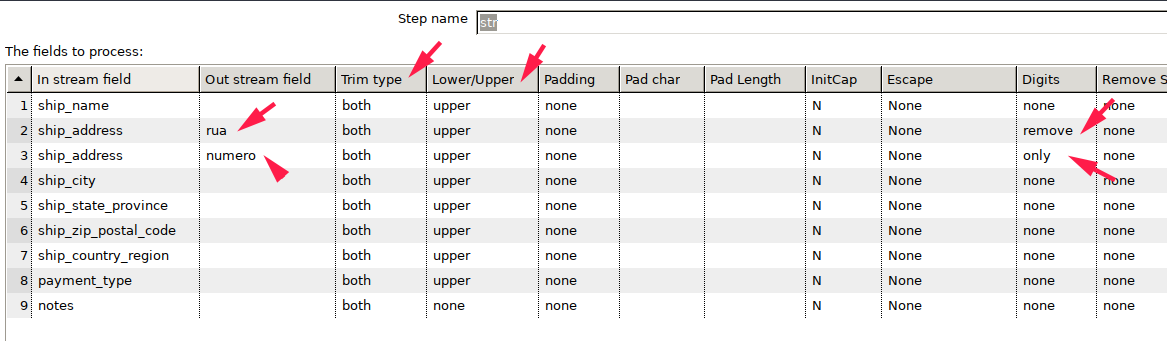 Step name str
The fields to process:
In stream field Out stream field Trim type Lower/Upper Padding Pad char Pad Length InitCap Escape Digits Remove S
1 ship_name both upper none N None none none
2 ship_address rua both upper none N None remove none
3 ship_address numero both upper none N None only none
4 ship_city both upper none N None none none
5 ship_state_province both upper none N None none none
6 ship_zip_postal_code both upper none N None none none
7 ship_country_region both upper none N None none none
8 payment_type both upper none N None none none
9 notes both none none N None none none